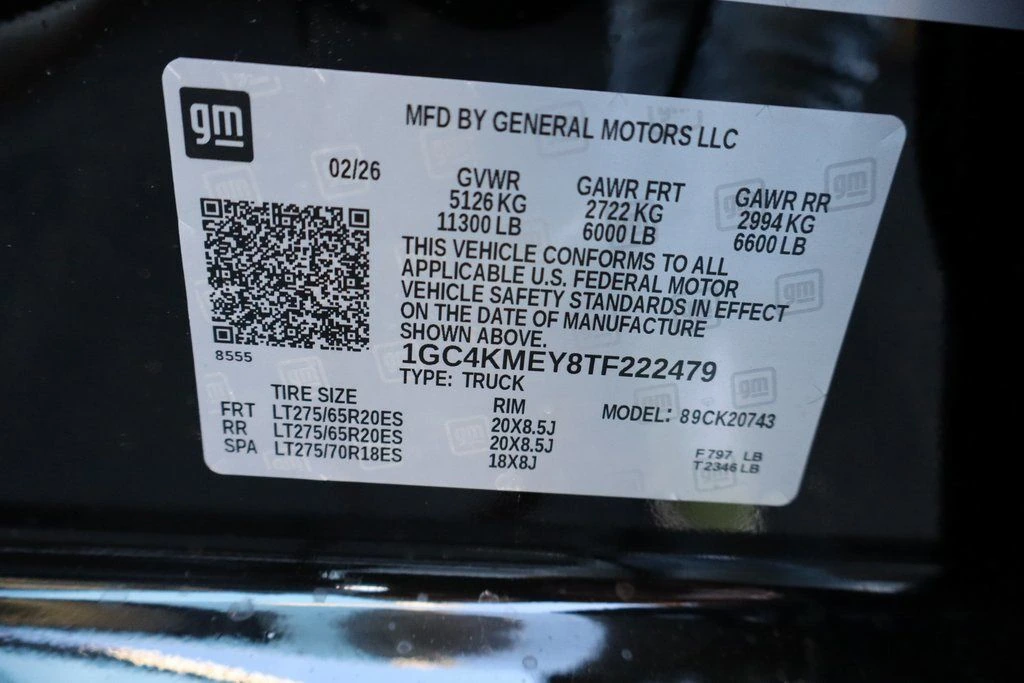 gm
MFD BY GENERAL MOTORS LLC
02/26
GVWR GAWR FRT GAWR RR
5126 KG 2722 KG 2994 KG
11300 LB 6000 LB 6600 LB
THIS VEHICLE CONFORMS TO ALL
APPLICABLE U.S. FEDERAL MOTOR
VEHICLE SAFETY STANDARDS IN EFFECT
ON THE DATE OF MANUFACTURE
SHOWN ABOVE.
8555
1GC4KMEY8TF222479
TYPE: TRUCK
TIRE SIZE RIM MODEL: 89CK20743
FRT LT275/65R20ES 20X8.5J
RR LT275/65R20ES 20X8.5J
SPA LT275/70R18ES 18X8J
F 797 LB
T 2346 LB